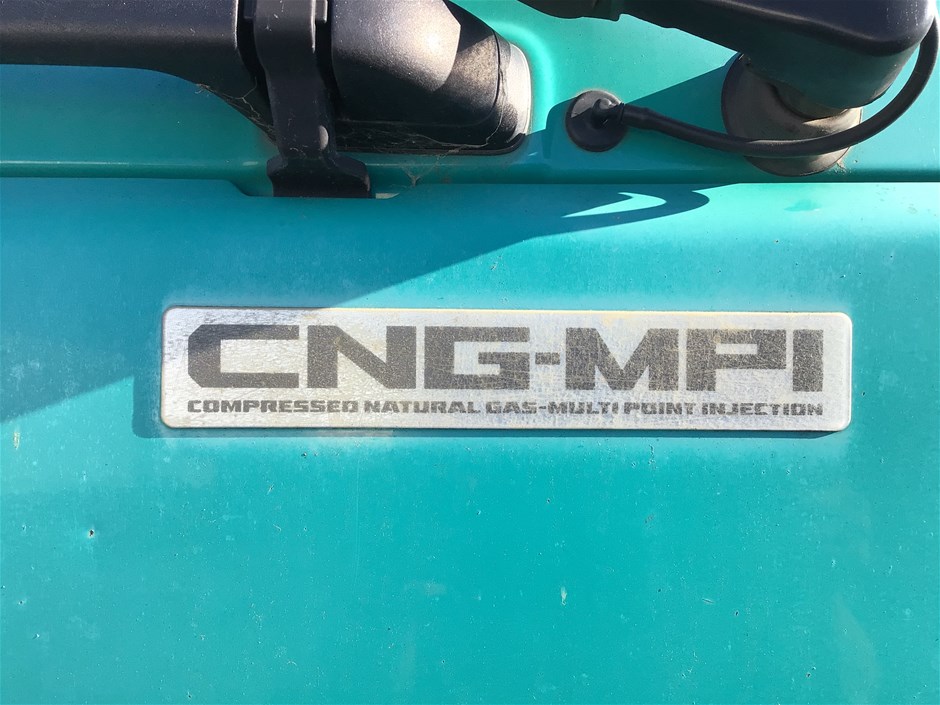 CNG-MPI
COMPRESSED NATURAL GAS-MULTI POINT INJECTION